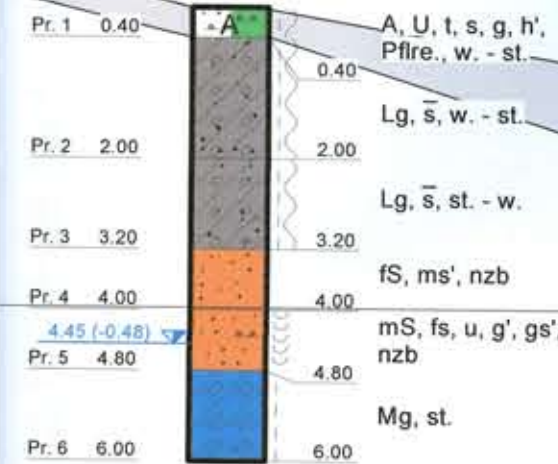 Pr. 1 0.40
A
A, U, t, s, g, h',
Pflre., w. - st.
0.40
Lg, s̅, w. - st.
Pr. 2 2.00
2.00
Lg, s̅, st. - w.
Pr. 3 3.20
3.20
fS, ms', nzb
Pr. 4 4.00
4.00
4.45 (-0.48)
mS, fs, u, g', gs',
nzb
Pr. 5 4.80
4.80
Mg, st.
Pr. 6 6.00
6.00